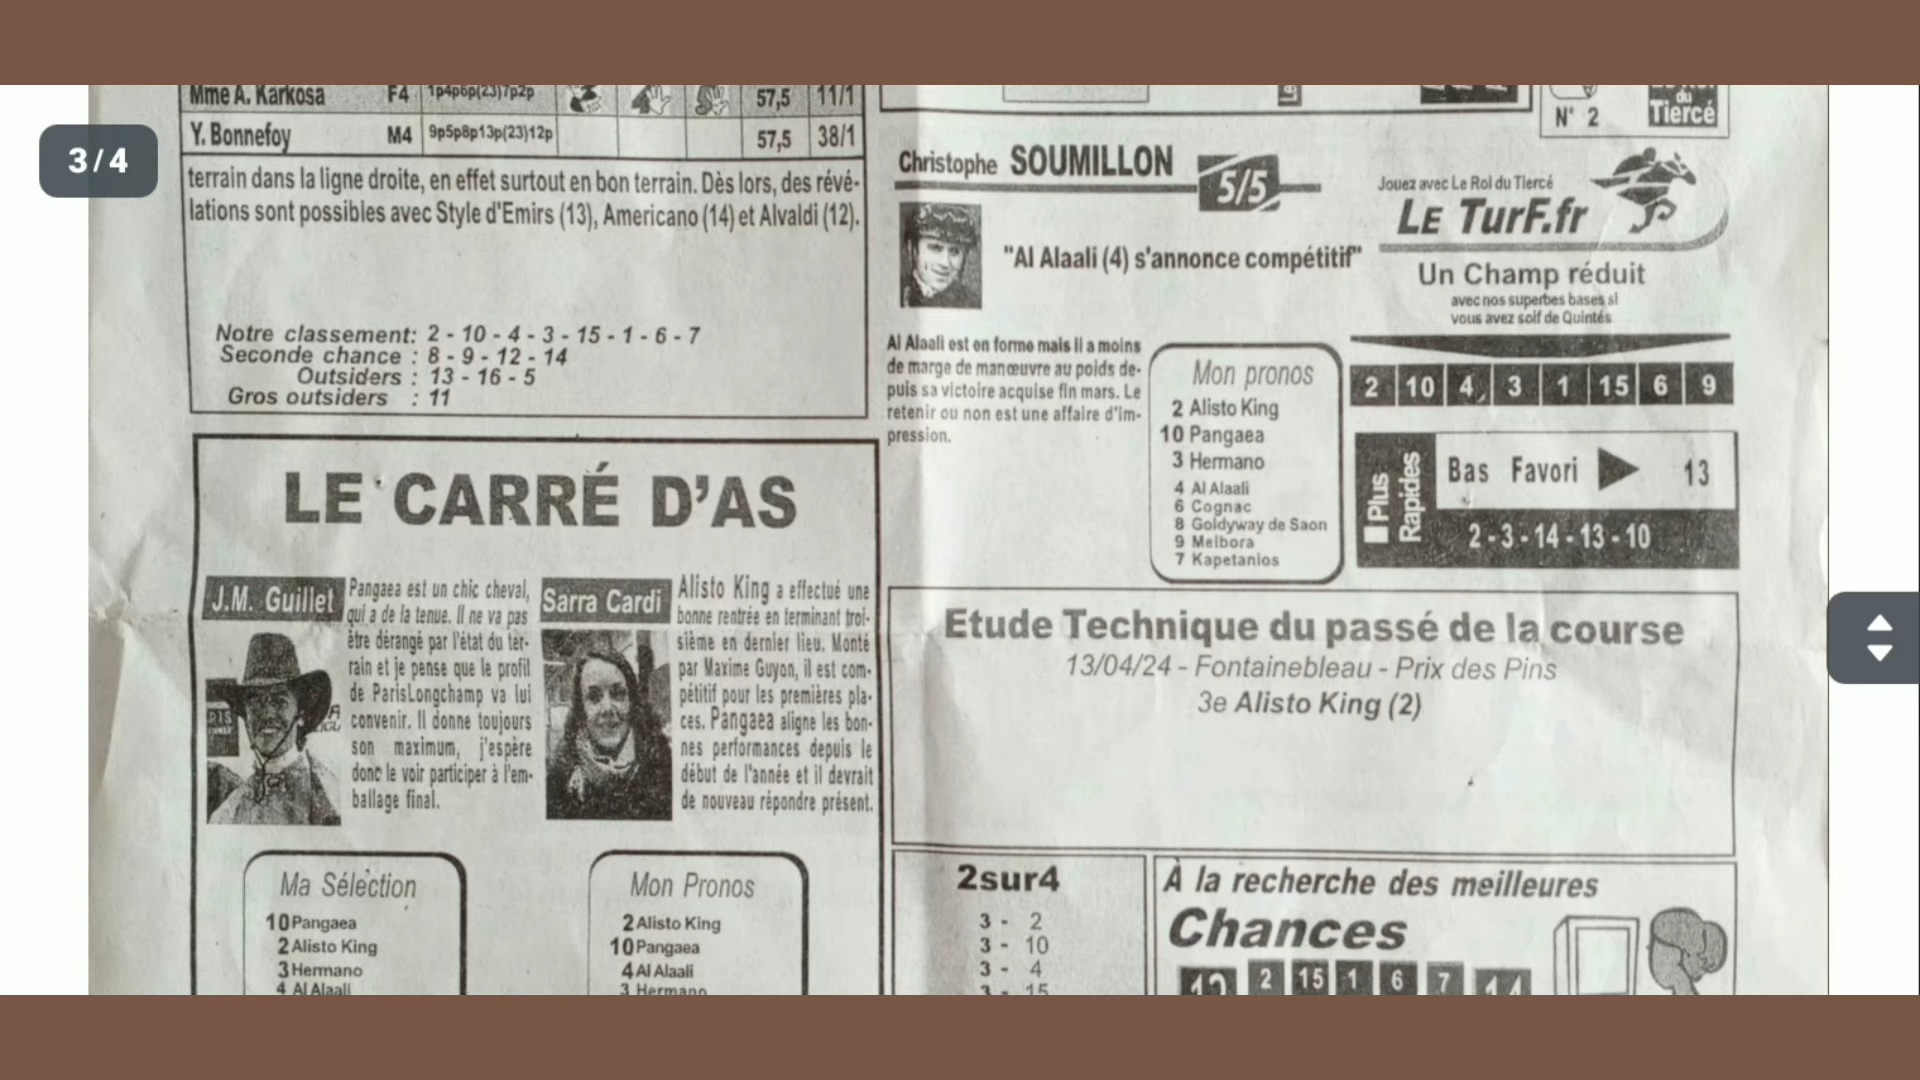 3/4
Mme A. Karkosa F4 1p4p6p(23)7p2p 57,5 11/1
Y. Bonnefoy M4 9p5p8p13p(23)12p 57,5 38/1
terrain dans la ligne droite, en effet surtout en bon terrain. Dès lors, des révé-
lations sont possibles avec Style d'Emirs (13), Americano (14) et Alvaldi (12).
Notre classement: 2 - 10 - 4 - 3 - 15 - 1 - 6 - 7
Seconde chance : 8 - 9 - 12 - 14
Outsiders : 13 - 16 - 5
Gros outsiders : 11
LE CARRÉ D'AS
J.M. Guillet
Pangaea est un chic cheval,
qui a de la tenue. Il ne va pas
être dérangé par l'état du ter-
rain et je pense que le profil
de ParisLongchamp va lui
convenir. Il donne toujours
son maximum, j'espère
donc le voir participer à l'em-
ballage final.
Ma Sélection
10 Pangaea
2 Alisto King
3 Hermano
4 Al Alaali
Sarra Cardi
Alisto King a effectué une
bonne rentrée en terminant troi-
sième en dernier lieu. Monté
par Maxime Guyon, il est com-
pétitif pour les premières pla-
ces. Pangaea aligne les bon-
nes performances depuis le
début de l'année et il devrait
de nouveau répondre présent.
Mon Pronos
2 Alisto King
10 Pangaea
4 Al Alaali
3 Hermano
N° 2
du
Tiercé
Christophe SOUMILLON 5/5
"Al Alaali (4) s'annonce compétitif"
Al Alaali est en forme mais il a moins
de marge de manœuvre au poids de-
puis sa victoire acquise fin mars. Le
retenir ou non est une affaire d'im-
pression.
Mon pronos
2 Alisto King
10 Pangaea
3 Hermano
4 Al Alaali
6 Cognac
8 Goldyway de Saon
9 Melbora
7 Kapetanios
Jouez avec Le Roi du Tiercé
LE TurF.fr
Un Champ réduit
avec nos superbes bases si
vous avez soif de Quintés
2 10 4 3 1 15 6 9
Plus
Rapides
Bas Favori 13
2 - 3 - 14 - 13 - 10
Etude Technique du passé de la course
13/04/24 - Fontainebleau - Prix des Pins
3e Alisto King (2)
2sur4
3 - 2
3 - 10
3 - 4
3 - 15
À la recherche des meilleures
Chances
2 15 1 6 7 14